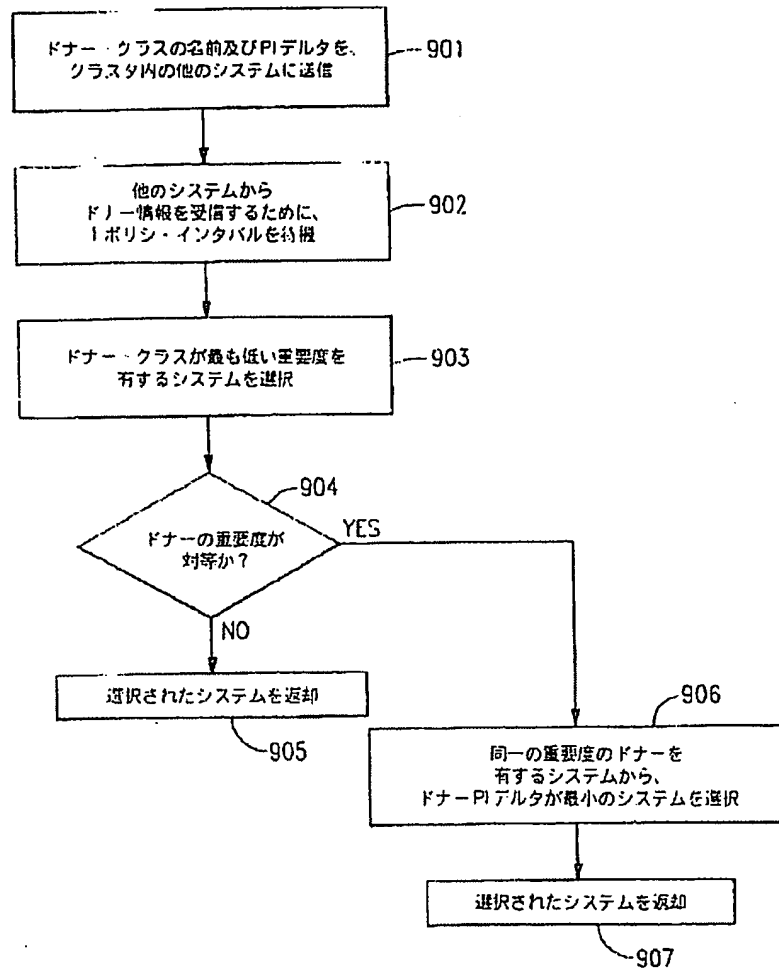 ドナー・クラスの名前及びPIデルタを、
クラスタ内の他のシステムに送信
901
他のシステムから
ドナー情報を受信するために、
1ポリシ・インタバルを待機
902
ドナー・クラスが最も低い重要度を
有するシステムを選択
903
904
ドナーの重要度が
対等か?
YES
NO
選択されたシステムを返却
905
906
同一の重要度のドナーを
有するシステムから、
ドナーPIデルタが最小のシステムを選択
選択されたシステムを返却
907